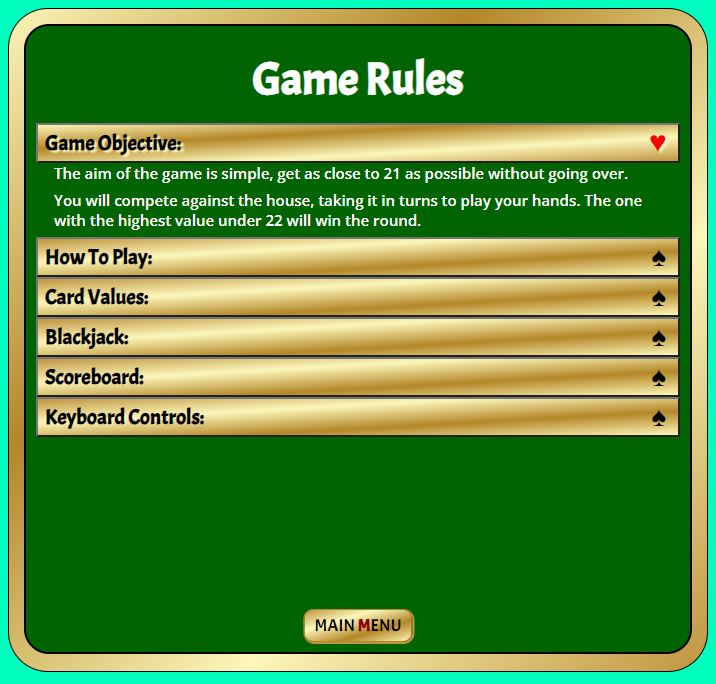 Game Rules
Game Objective: ♥
The aim of the game is simple, get as close to 21 as possible without going over.
You will compete against the house, taking it in turns to play your hands. The one
with the highest value under 22 will win the round.
How To Play: ♠
Card Values: ♠
Blackjack: ♠
Scoreboard: ♠
Keyboard Controls: ♠
MAIN MENU